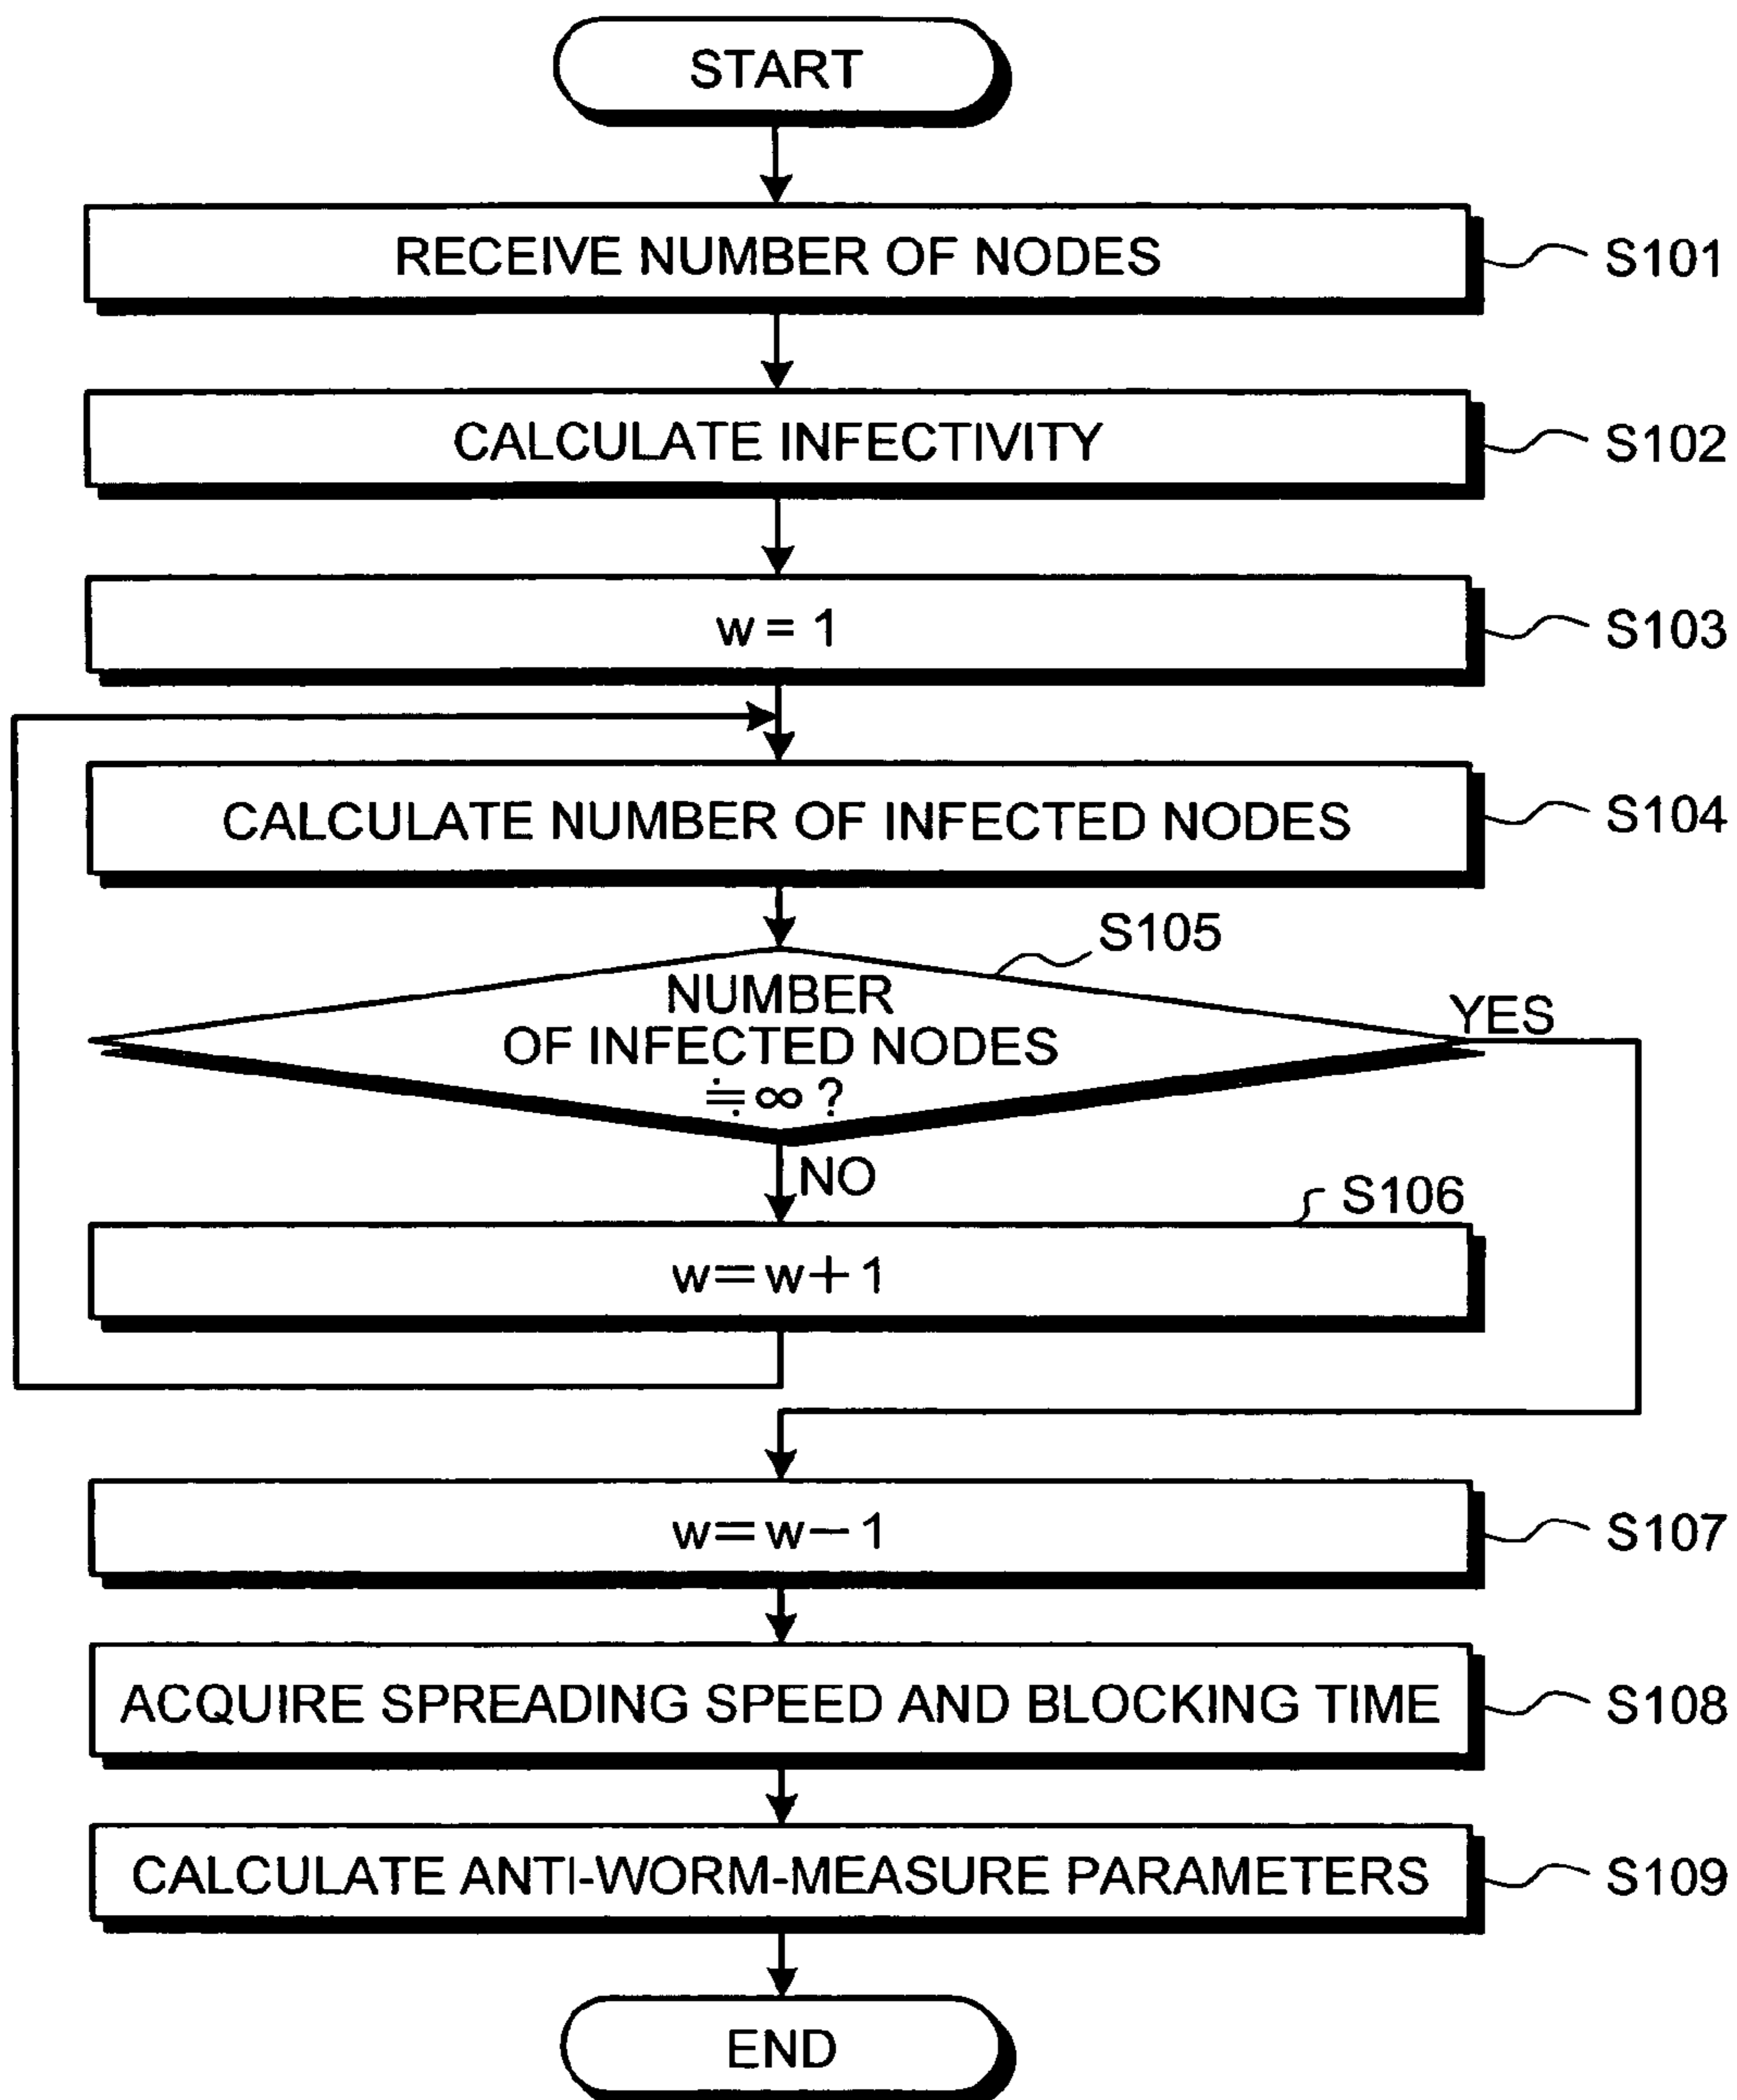 START
RECEIVE NUMBER OF NODES
S101
CALCULATE INFECTIVITY
S102
w = 1
S103
CALCULATE NUMBER OF INFECTED NODES
S104
S105
NUMBER
OF INFECTED NODES
≒∞?
YES
NO
S106
w=w+1
w=w−1
S107
ACQUIRE SPREADING SPEED AND BLOCKING TIME
S108
CALCULATE ANTI-WORM-MEASURE PARAMETERS
S109
END